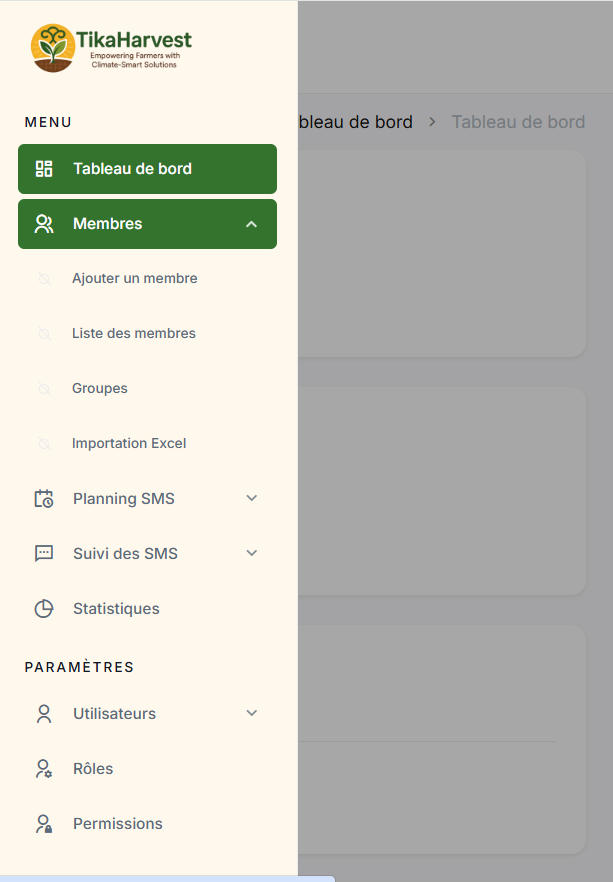 TikaHarvest
Empowering Farmers with
Climate-Smart Solutions
MENU
bleau de bord > Tableau de bord
Tableau de bord
Membres
Ajouter un membre
Liste des membres
Groupes
Importation Excel
Planning SMS
Suivi des SMS
Statistiques
PARAMÈTRES
Utilisateurs
Rôles
Permissions